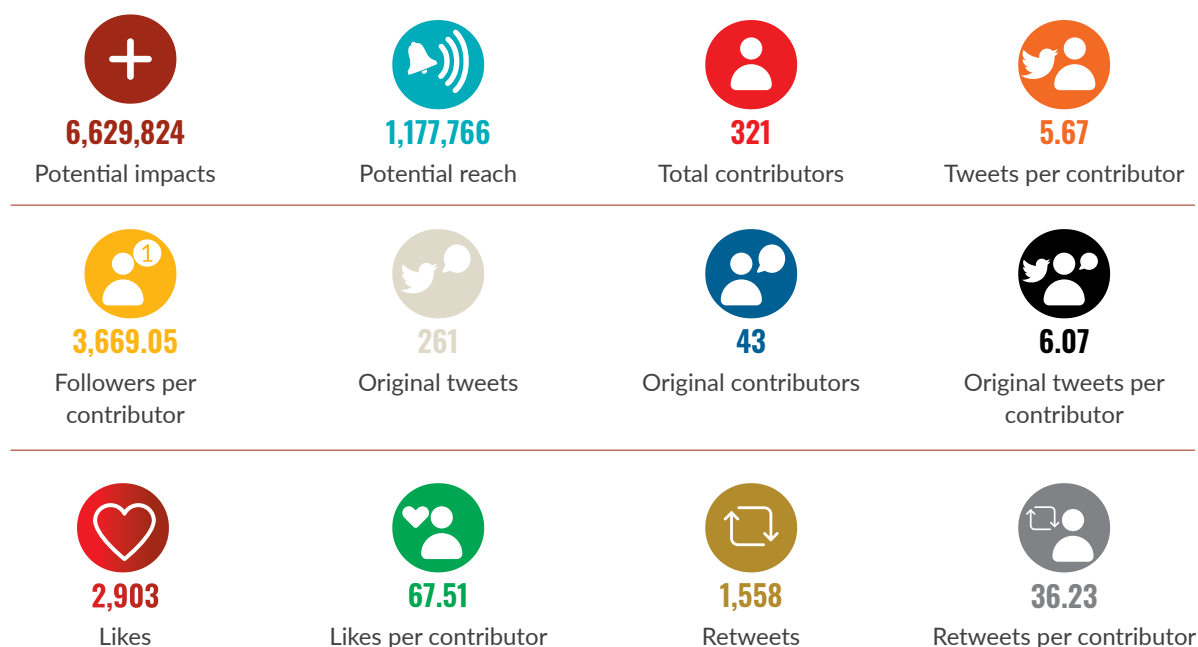 6,629,824
Potential impacts
1,177,766
Potential reach
321
Total contributors
5.67
Tweets per contributor
1
3,669.05
Followers per
contributor
261
Original tweets
43
Original contributors
6.07
Original tweets per
contributor
2,903
Likes
67.51
Likes per contributor
1,558
Retweets
36.23
Retweets per contributor